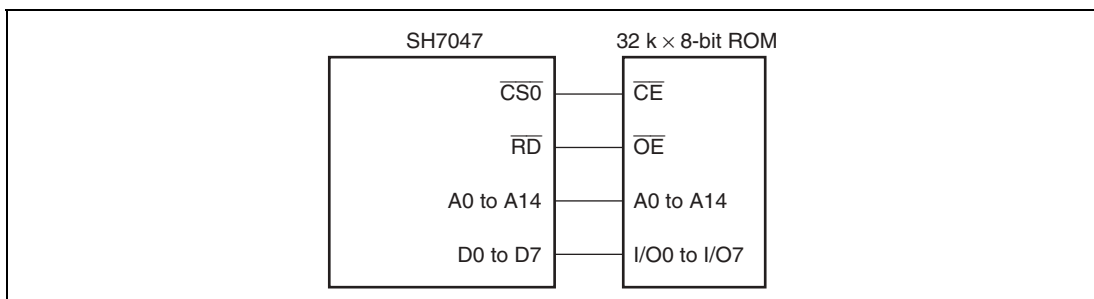 SH7047 32 k × 8-bit ROM
CS0 CE
RD OE
A0 to A14 A0 to A14
D0 to D7 I/O0 to I/O7